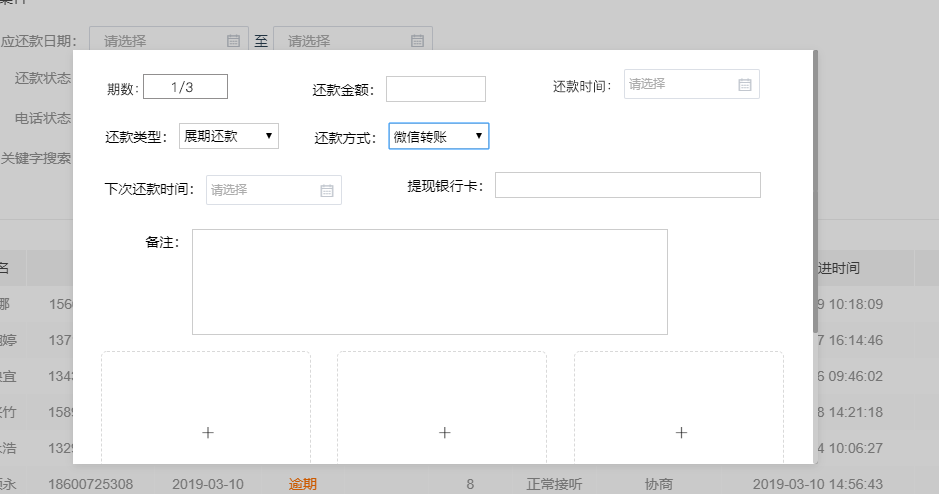 应还款日期： 请选择 至 请选择
还款状态
电话状态
关键字搜索
期数： 1/3 还款金额： 还款时间： 请选择
还款类型： 展期还款 还款方式： 微信转账
下次还款时间： 请选择 提现银行卡：
备注：
名 进时间
娜 156 9 10:18:09
婷 137 7 16:14:46
宜 1343 6 09:46:02
竹 1589 8 14:21:18
浩 1329 4 10:06:27
+ + +
永 18600725308 2019-03-10 逾期 8 正常接听 协商 2019-03-10 14:56:43